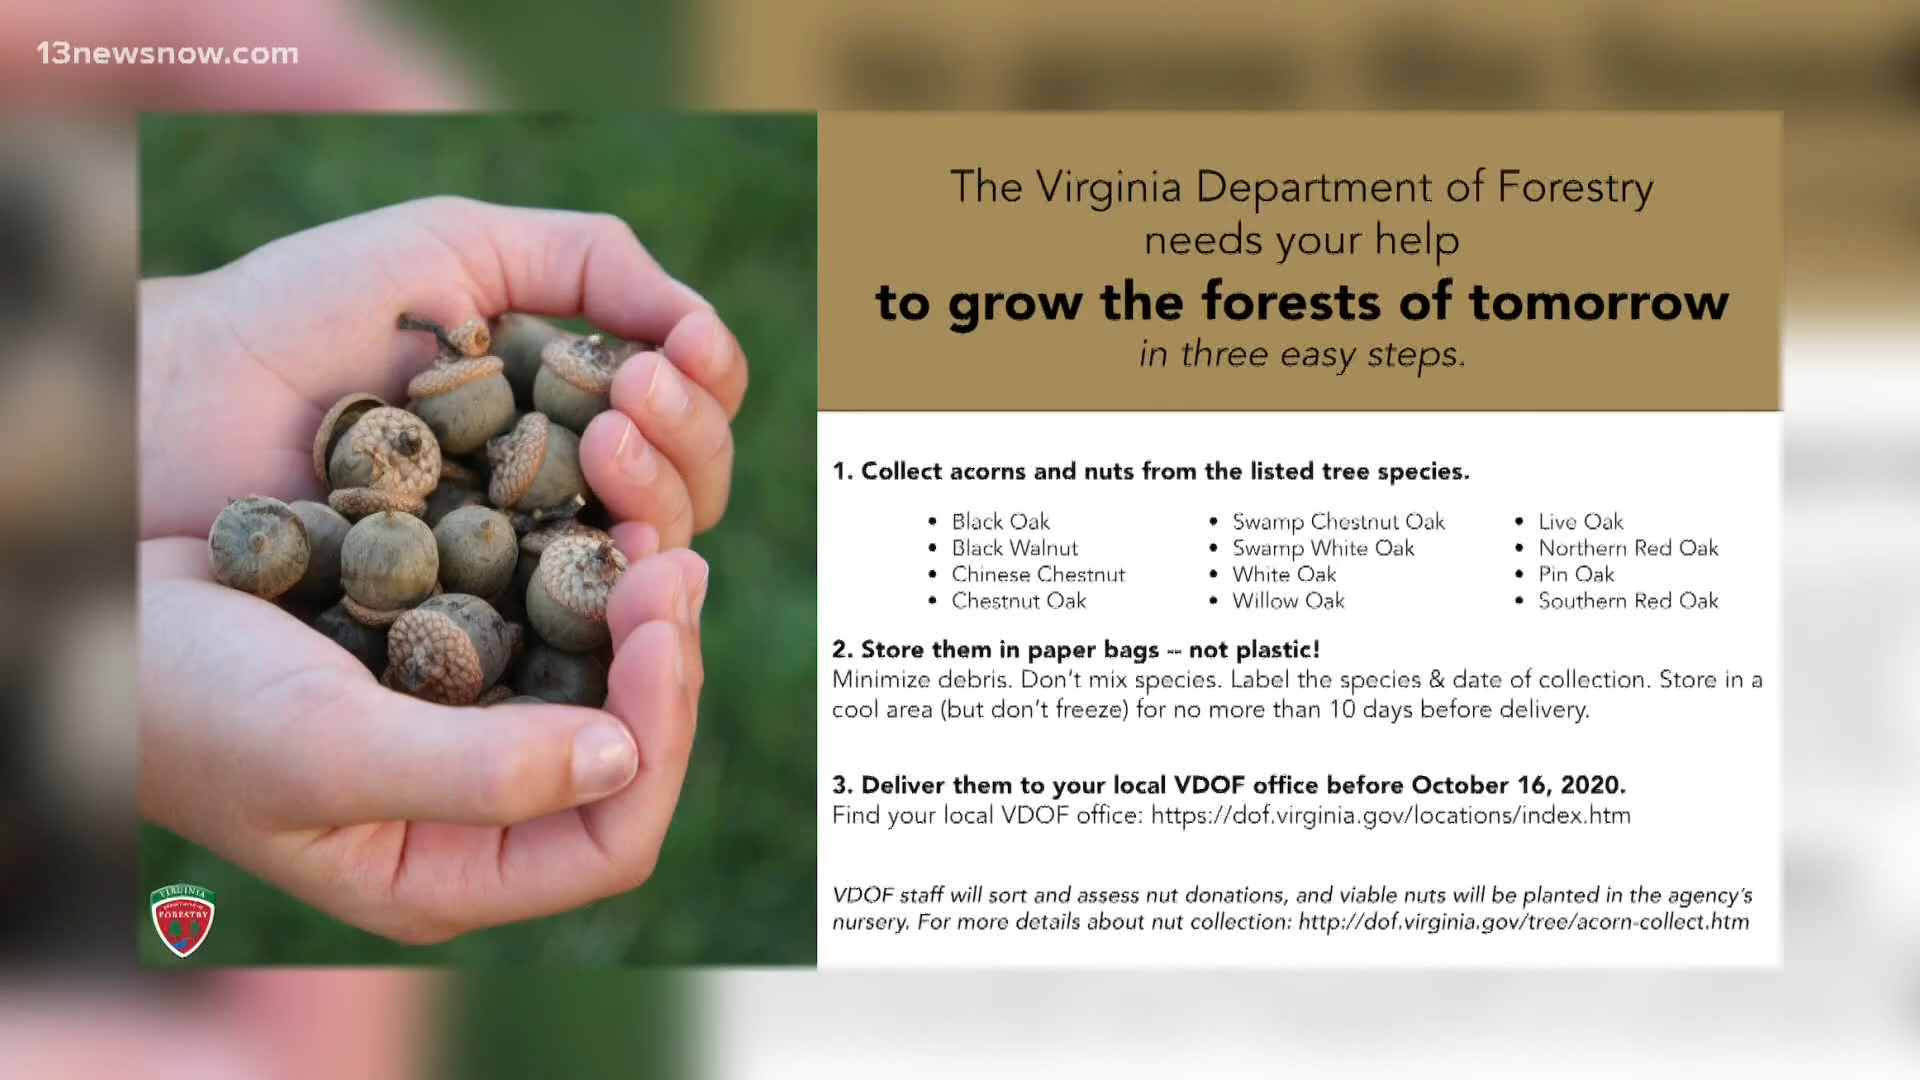 13newsnow.com
The Virginia Department of Forestry
needs your help
to grow the forests of tomorrow
in three easy steps.
1. Collect acorns and nuts from the listed tree species.
• Black Oak
• Black Walnut
• Chinese Chestnut
• Chestnut Oak
• Swamp Chestnut Oak
• Swamp White Oak
• White Oak
• Willow Oak
• Live Oak
• Northern Red Oak
• Pin Oak
• Southern Red Oak
2. Store them in paper bags -- not plastic!
Minimize debris. Don't mix species. Label the species & date of collection. Store in a
cool area (but don't freeze) for no more than 10 days before delivery.
3. Deliver them to your local VDOF office before October 16, 2020.
Find your local VDOF office: https://dof.virginia.gov/locations/index.htm
VDOF staff will sort and assess nut donations, and viable nuts will be planted in the agency's
nursery. For more details about nut collection: http://dof.virginia.gov/tree/acorn-collect.htm
VIRGINIA
FORESTRY